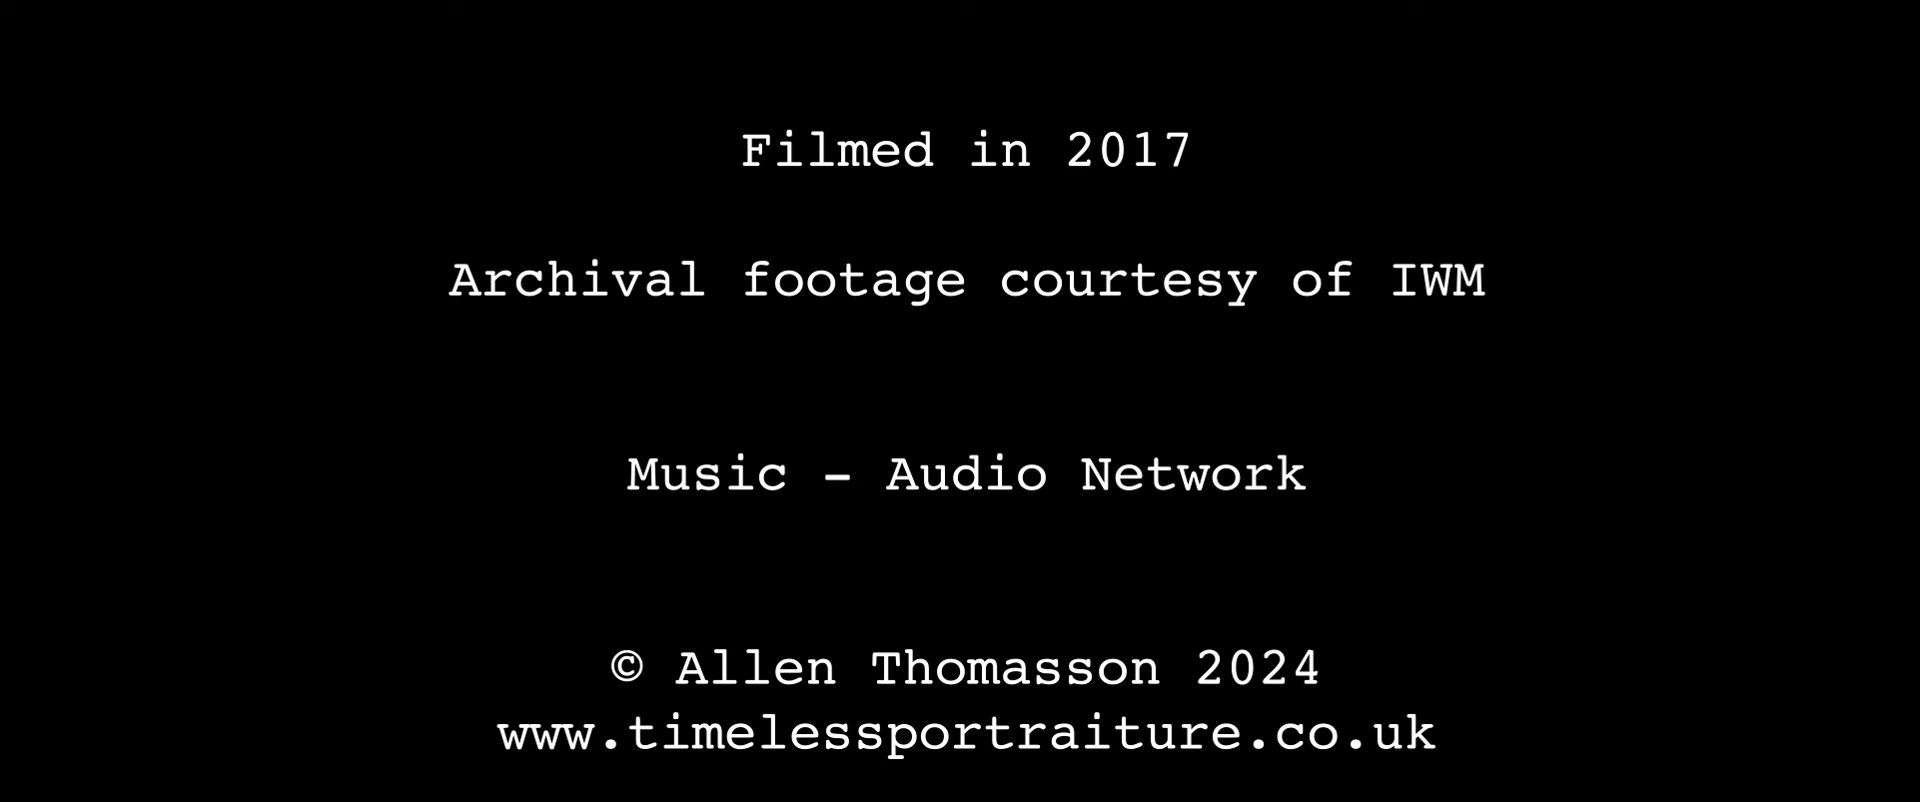 Filmed in 2017
Archival footage courtesy of IWM
Music - Audio Network
© Allen Thomasson 2024
www.timelessportraiture.co.uk